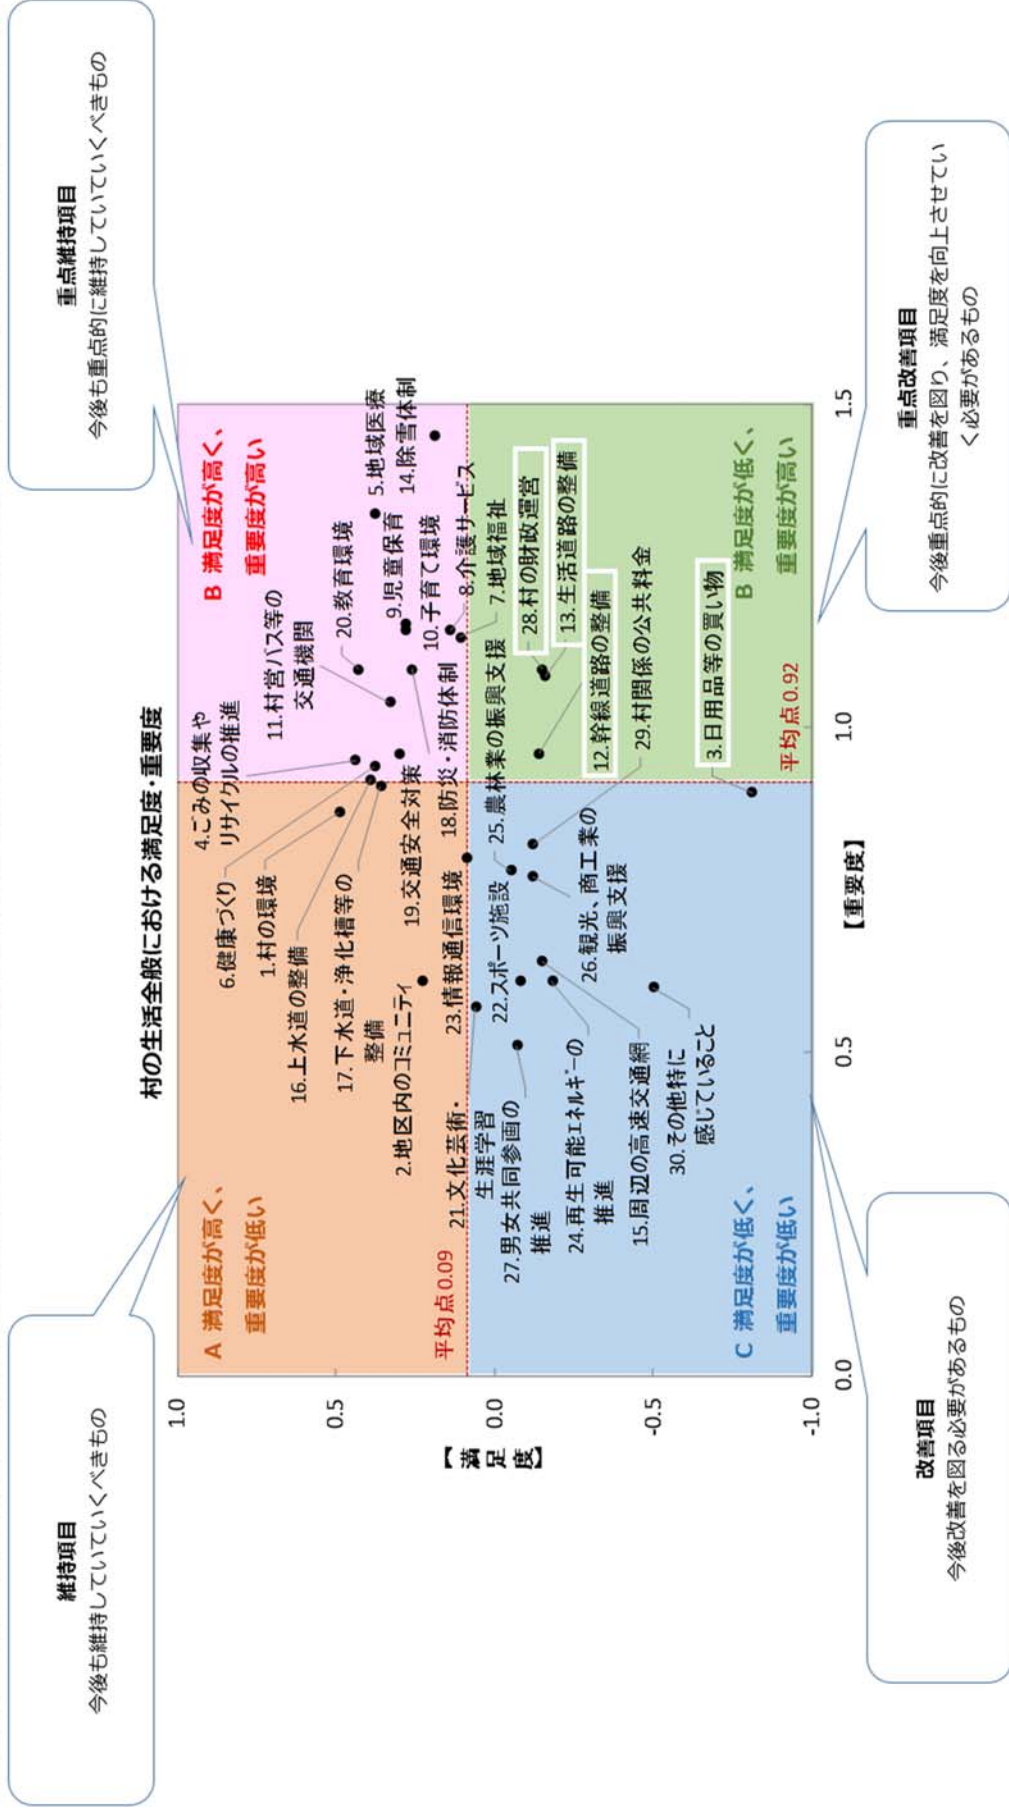 維持項目
今後も維持していていくべきもの
重点維持項目
今後も重点的に維持していていくべきもの
村の生活全般における満足度・重要度
A 満足度が高く、
重要度が低い
B 満足度が高く、
重要度が高い
4.ごみの収集や
リサイクルの推進
6.健康づくり
1.村の環境
16.上水道の整備
17.下水道・浄化槽等の
整備
2.地区内のコミュニティ
11.村営バス等の
交通機関
20.教育環境
5.地域医療
14.除雪体制
9.児童保育
10.子育て環境
8.介護サービス
7.地域福祉
19.交通安全対策
18.防災・消防体制
23.情報通信環境
平均点0.09
21.文化芸術・
生涯学習
22.スポーツ施設
25.農林業の振興支援
28.村の財政運営
13.生活道路の整備
12.幹線道路の整備
29.村関係の公共料金
3.日用品等の買い物
27.男女共同参画の
推進
24.再生可能エネルギーの
推進
15.周辺の高速交通網
26.観光、商工業の
振興支援
30.その他特に
感じていること
C 満足度が低く、
重要度が低い
B 満足度が低く、
重要度が高い
平均点0.92
【満足度】
1.0
0.5
0.0
-0.5
-1.0
0.0
0.5
1.0
1.5
【重要度】
改善項目
今後改善を図る必要があるもの
重点改善項目
今後重点的に改善を図り、満足度を向上させてい
く必要があるもの